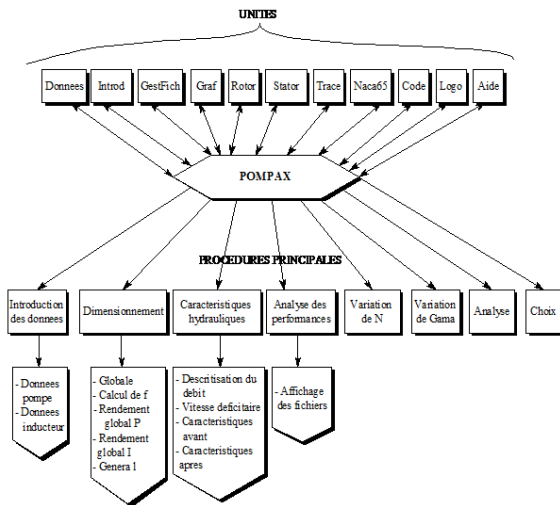 UNITES
Donnees Introd GestFich Graf Rotor Stator Trace Naca65 Code Logo Aide
POMPAX
PROCEDURES PRINCIPALES
Introduction
des donnees
Dimensionnement
Caracteristiques
hydrauliques
Analyse des
performances
Variation
de N
Variation
de Gama
Analyse
Choix
- Donnees
pompe
- Donnees
inducteur
- Globale
- Calcul de f
- Rendement
global P
- Rendement
global I
- Genera l
- Descritisation du
debit
- Vitesse deficitaire
- Caracteristiques
avant
- Caracteristiques
apres
- Affichage
des fichiers